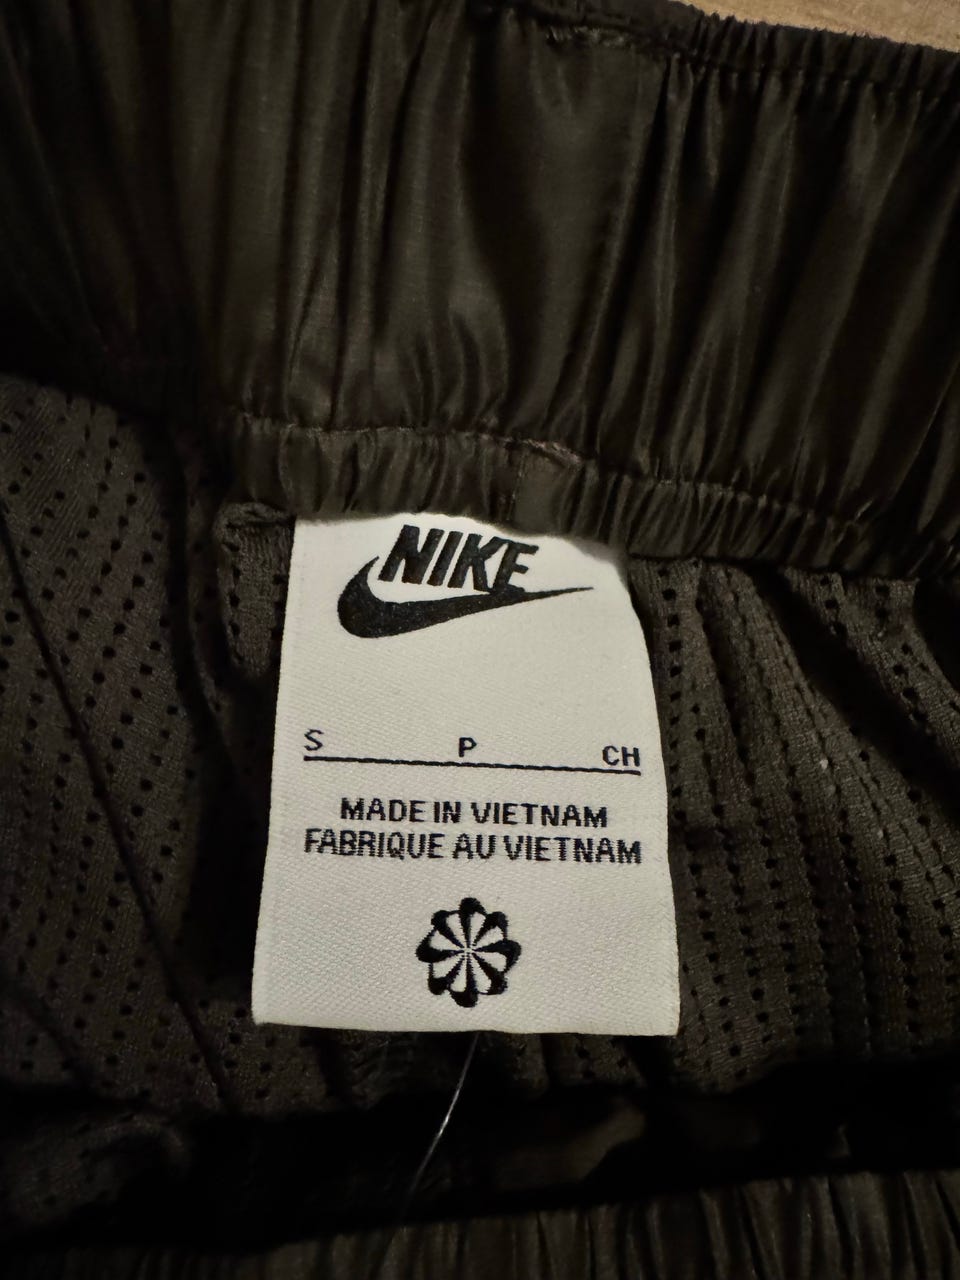 NIKE
S P CH
MADE IN VIETNAM
FABRIQUE AU VIETNAM